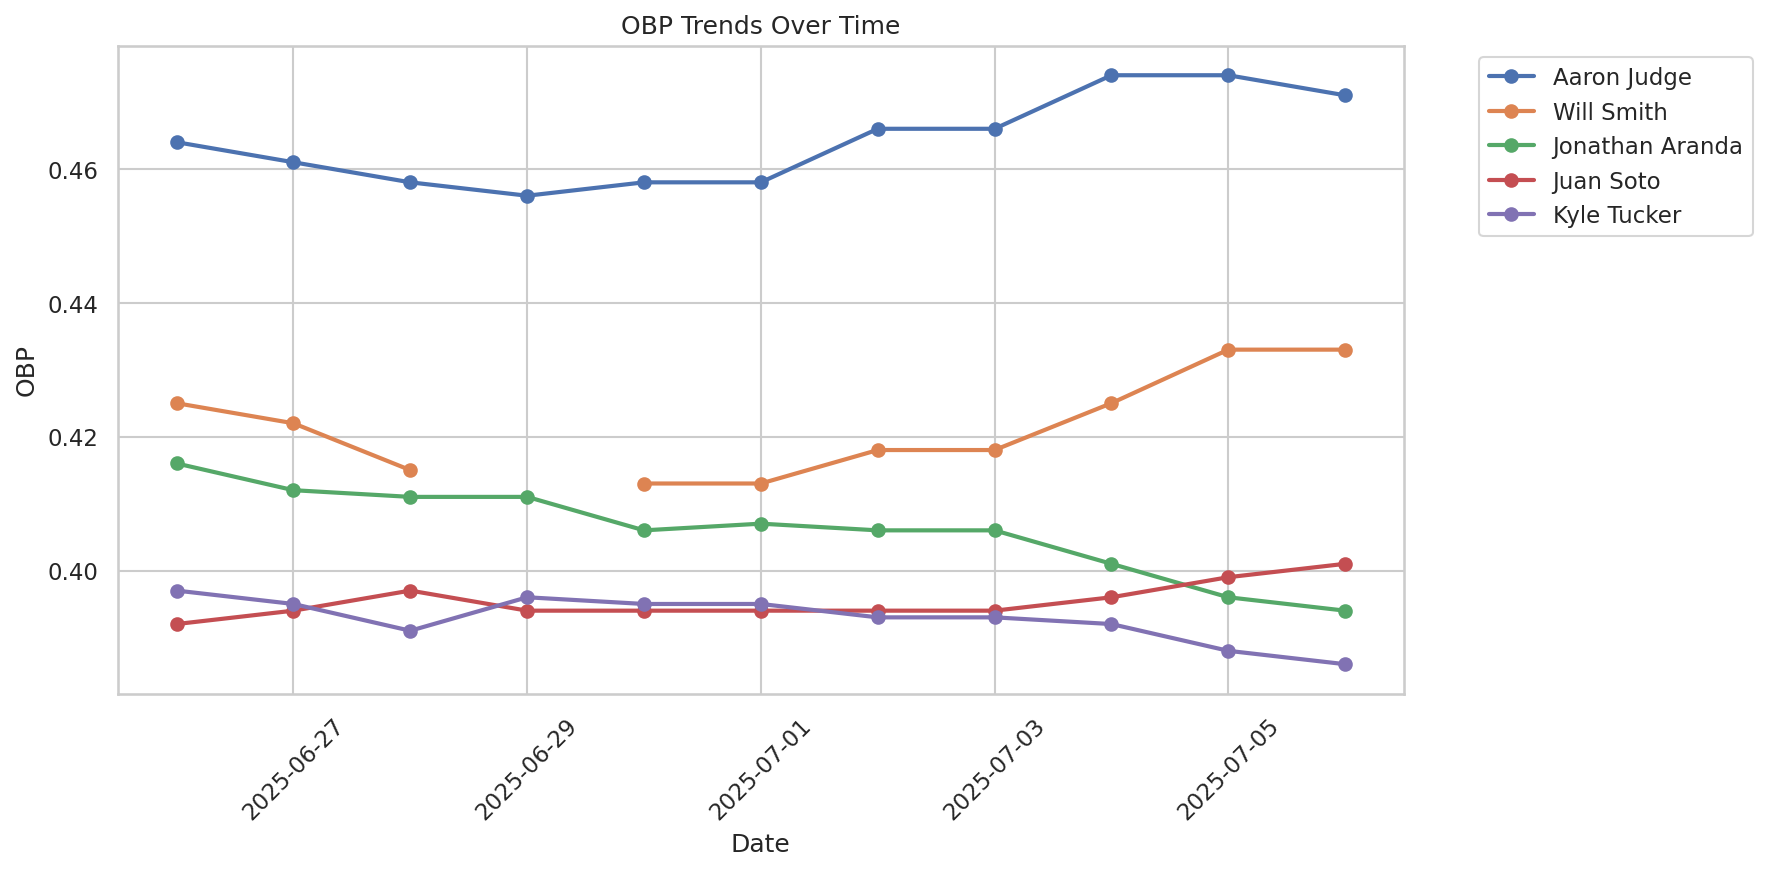 OBP Trends Over Time
Aaron Judge
Will Smith
Jonathan Aranda
Juan Soto
Kyle Tucker
OBP
0.46
0.44
0.42
0.40
2025-06-27
2025-06-29
2025-07-01
2025-07-03
2025-07-05
Date